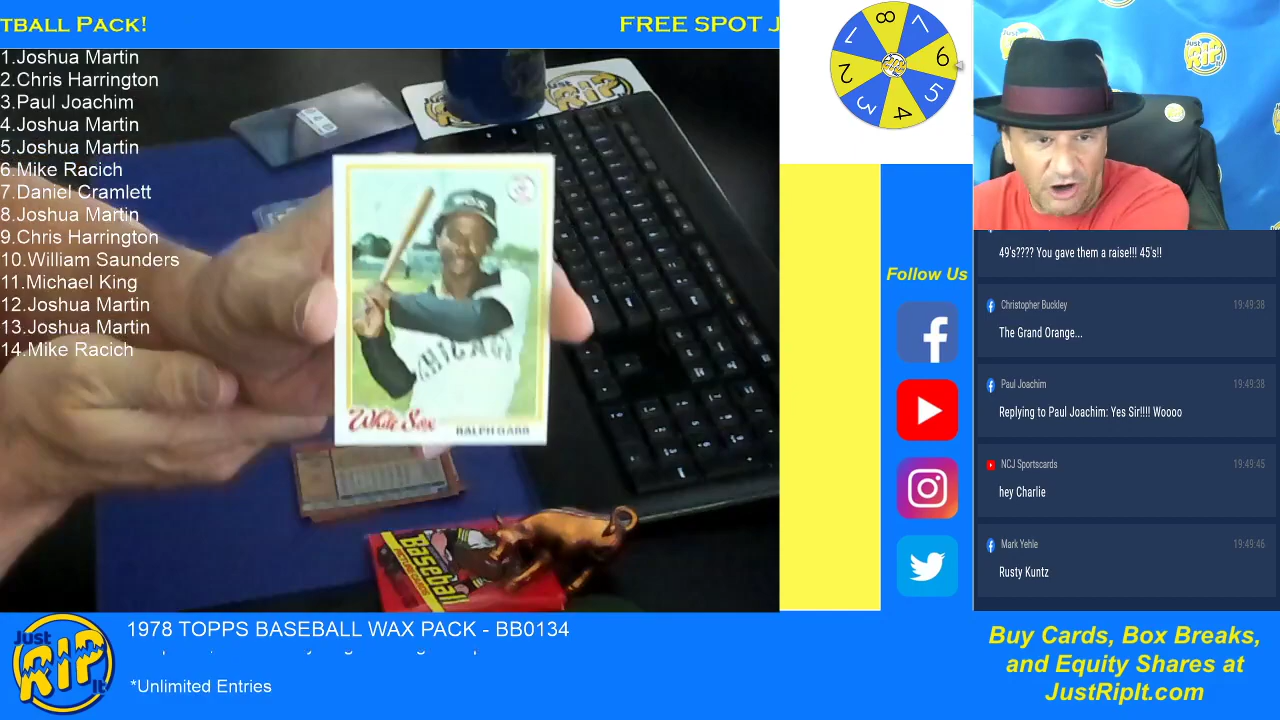 TBALL PACK!
FREE SPOT J
1.Joshua Martin
2.Chris Harrington
3.Paul Joachim
4.Joshua Martin
5.Joshua Martin
6.Mike Racich
7.Daniel Cramlett
8.Joshua Martin
9.Chris Harrington
10.William Saunders
11.Michael King
12.Joshua Martin
13.Joshua Martin
14.Mike Racich
SOX
CHICAGO
White Sox
RALPH GARR
Baseball
8
7
6
5
4
3
2
1
Just
RIP
It
Follow Us
49's???? You gave them a raise!!! 45's!!
Christopher Buckley 19:49:38
The Grand Orange...
Paul Joachim 19:49:38
Replying to Paul Joachim: Yes Sir!!!! Woooo
NCJ Sportscards 19:49:45
hey Charlie
Mark Yehle 19:49:46
Rusty Kuntz
Just
RIP
It
1978 TOPPS BASEBALL WAX PACK - BB0134
*Unlimited Entries
Buy Cards, Box Breaks,
and Equity Shares at
JustRipIt.com